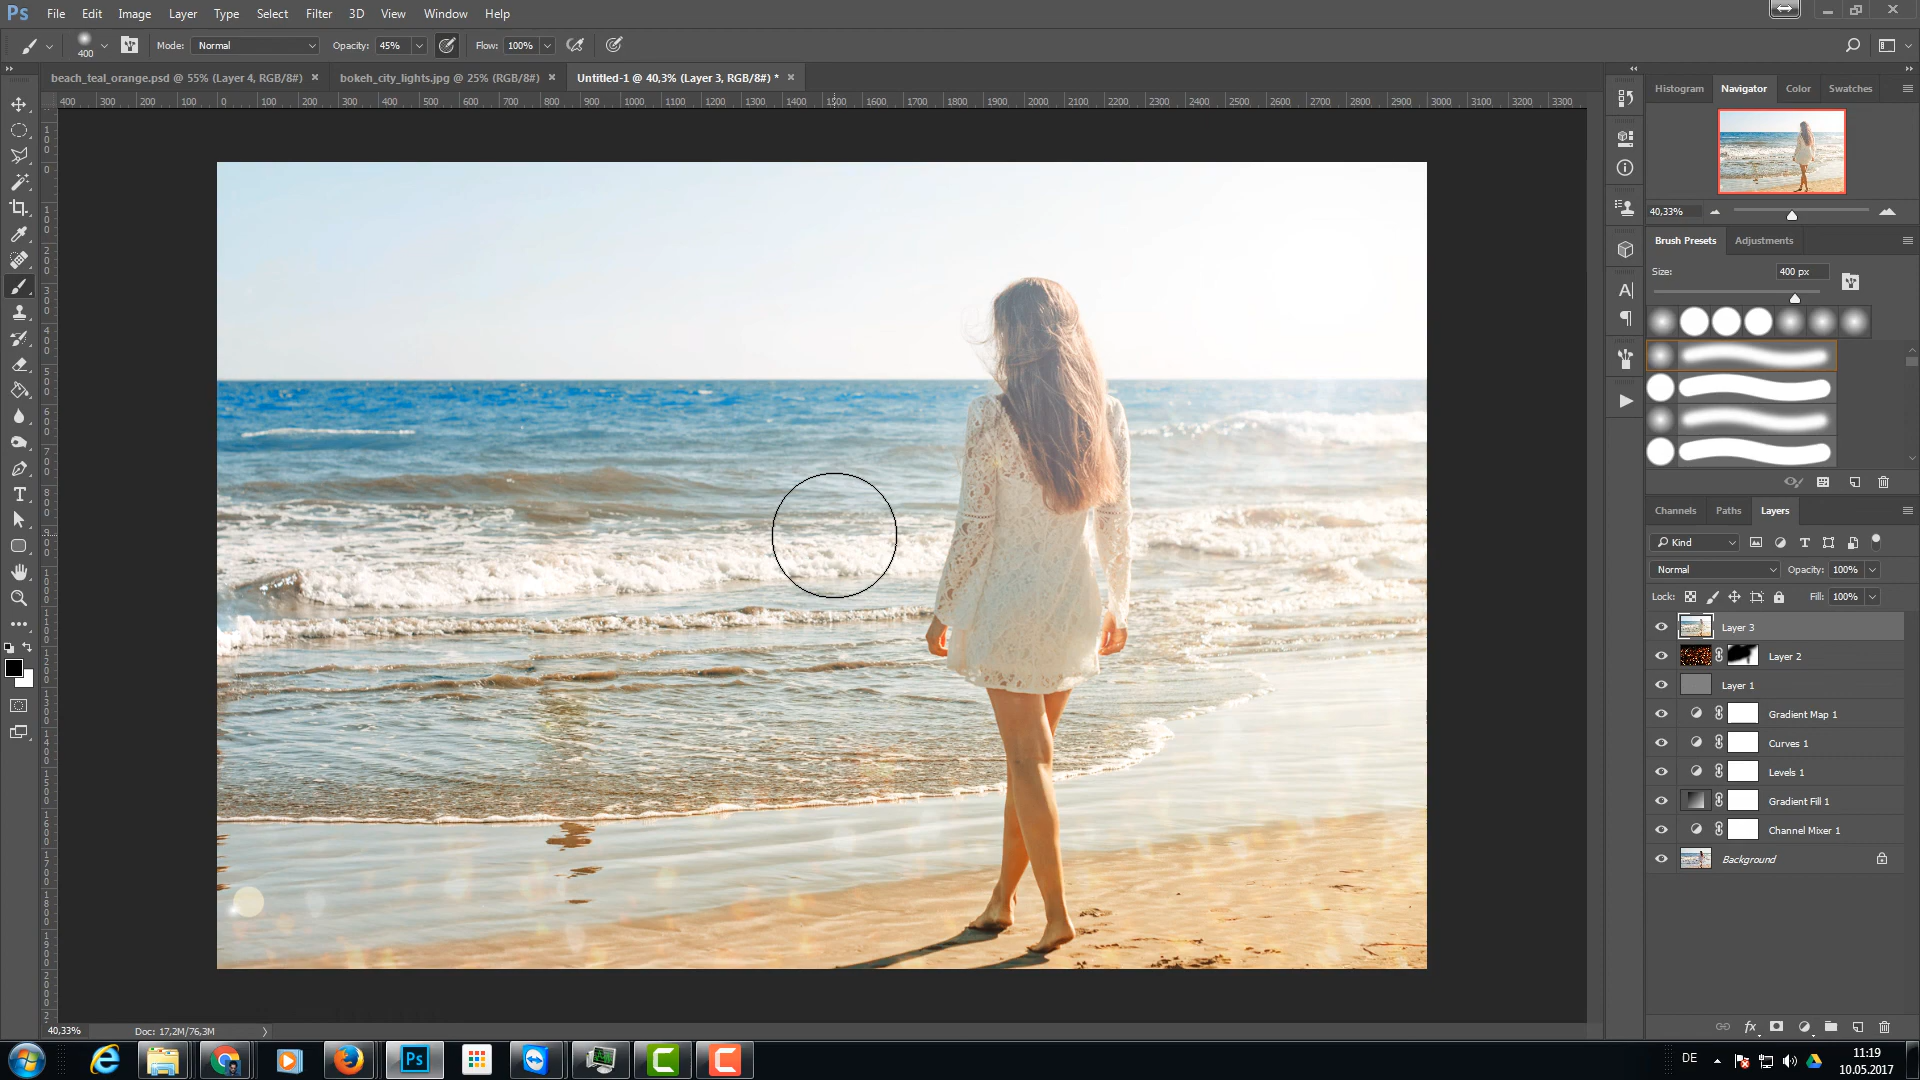 Ps File Edit Image Layer Type Select Filter 3D View Window Help
400 Mode: Normal Opacity: 45% Flow: 100%
beach_teal_orange.psd @ 55% (Layer 4, RGB/8#) × bokeh_city_lights.jpg @ 25% (RGB/8#) × Untitled-1 @ 40,3% (Layer 3, RGB/8#) * ×
400 300 200 100 0 100 200 300 400 500 600 700 800 900 1000 1100 1200 1300 1400 1500 1600 1700 1800 1900 2000 2100 2200 2300 2400 2500 2600 2700 2800 2900 3000 3100 3200 3300
Histogram Navigator Color Swatches
40,33%
Brush Presets Adjustments
Size: 400 px
Channels Paths Layers
Kind
Normal Opacity: 100%
Lock: Fill: 100%
Layer 3
Layer 2
Layer 1
Gradient Map 1
Curves 1
Levels 1
Gradient Fill 1
Channel Mixer 1
Background
fx
40,33% Doc: 17,2M/76,3M
Ps DE 11:19
10.05.2017